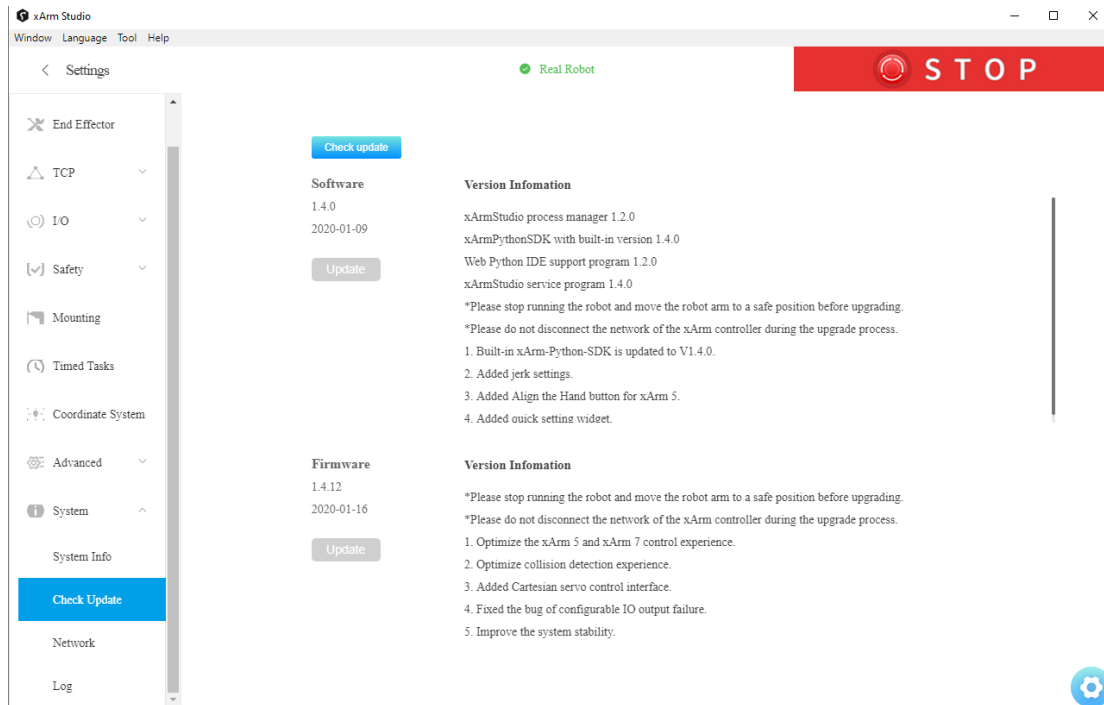 xArm Studio
Window Language Tool Help
Settings
Real Robot
STOP
End Effector
TCP
I/O
Safety
Mounting
Timed Tasks
Coordinate System
Advanced
System
System Info
Check Update
Network
Log
Check update
Software
1.4.0
2020-01-09
Update
Version Infomation
xArmStudio process manager 1.2.0
xArmPythonSDK with built-in version 1.4.0
Web Python IDE support program 1.2.0
xArmStudio service program 1.4.0
*Please stop running the robot and move the robot arm to a safe position before upgrading.
*Please do not disconnect the network of the xArm controller during the upgrade process.
1. Built-in xArm-Python-SDK is updated to V1.4.0.
2. Added jerk settings.
3. Added Align the Hand button for xArm 5.
4. Added quick setting widget.
Firmware
1.4.12
2020-01-16
Update
Version Infomation
*Please stop running the robot and move the robot arm to a safe position before upgrading.
*Please do not disconnect the network of the xArm controller during the upgrade process.
1. Optimize the xArm 5 and xArm 7 control experience.
2. Optimize collision detection experience.
3. Added Cartesian servo control interface.
4. Fixed the bug of configurable IO output failure.
5. Improve the system stability.